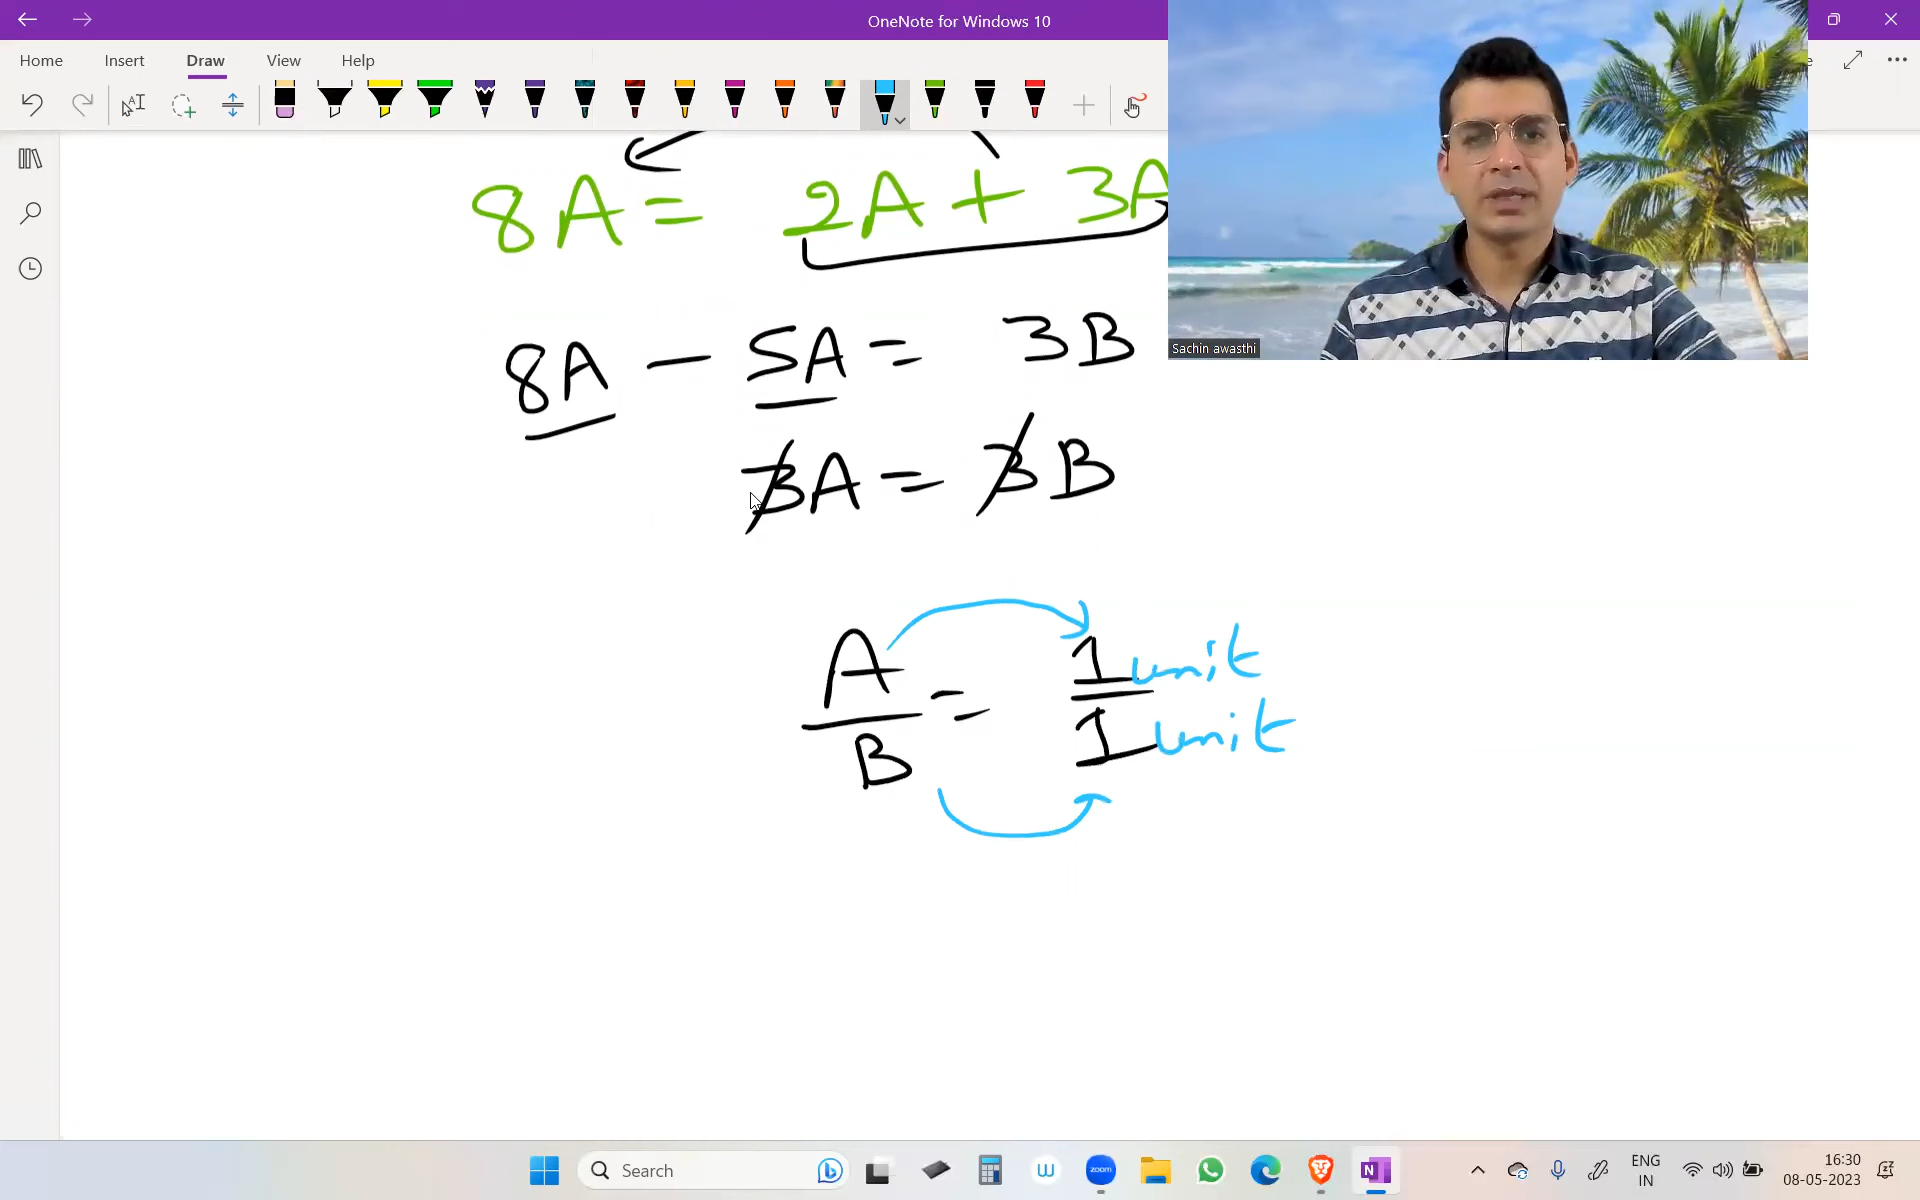 OneNote for Windows 10
Home Insert Draw View Help
8A = 2A + 3A
8A - 5A = 3B
3A = 3B
A/B = 1 unit/1 unit
Sachin awasthi
Search
zoom
ENG
IN
16:30
08-05-2023